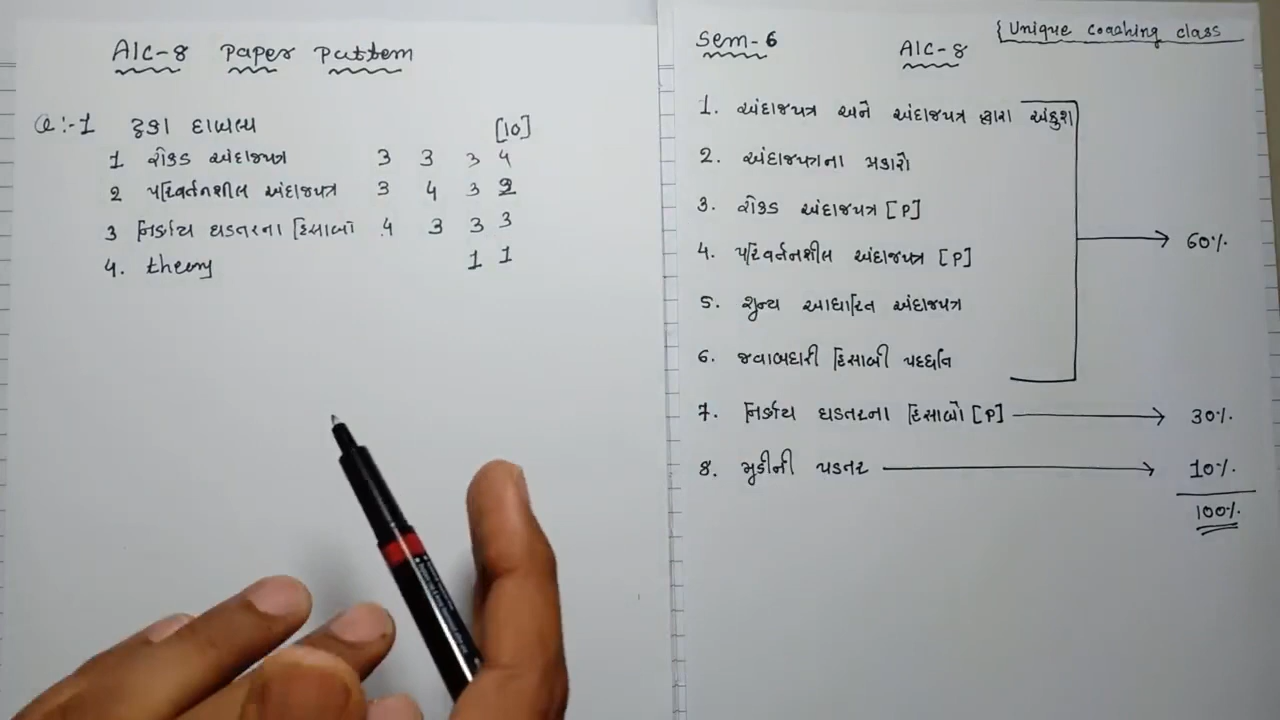 A/C-8 Paper Pattern
Q:-1 ટુંકા દાખલા [10]
1 રોકડ અંદાજપત્ર 3 3 3 4
2 પરિવર્તનશીલ અંદાજપત્ર 3 4 3
3 નિર્ણય ઘડતરના હિસાબો 4 3 3 3
4. theory 1 1
{ Unique coaching class
Sem-6 A/C-8
1. અંદાજપત્ર અને અંદાજપત્ર દ્વારા અંકુશ
2. અંદાજપત્રના પ્રકારો
3. રોકડ અંદાજપત્ર [P]
4. પરિવર્તનશીલ અંદાજપત્ર [P]
60%
5. શૂન્ય આધારિત અંદાજપત્ર
6. જવાબદારી હિસાબી પદ્ધતિ
7. નિર્ણય ઘડતરના હિસાબો [P] 30%
8. મુડીની પડતર 10%
100%